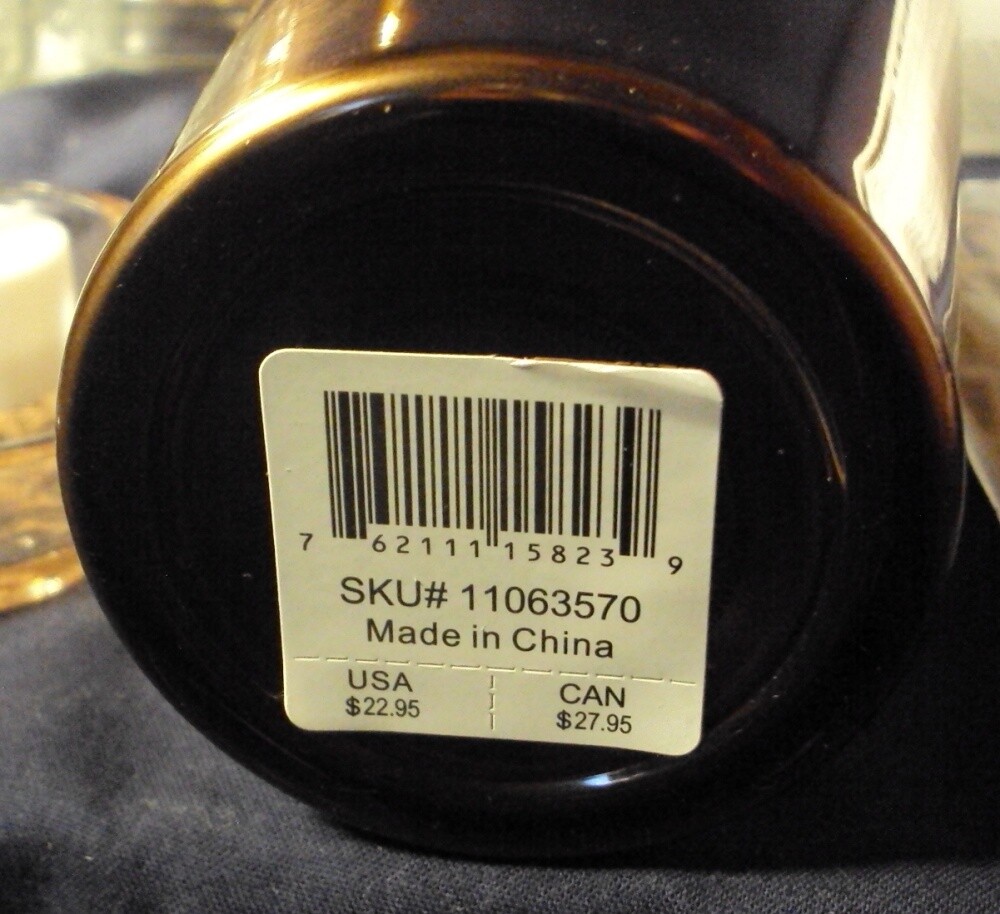 7 62111 15823 9
SKU# 11063570
Made in China
USA CAN
$22.95 $27.95